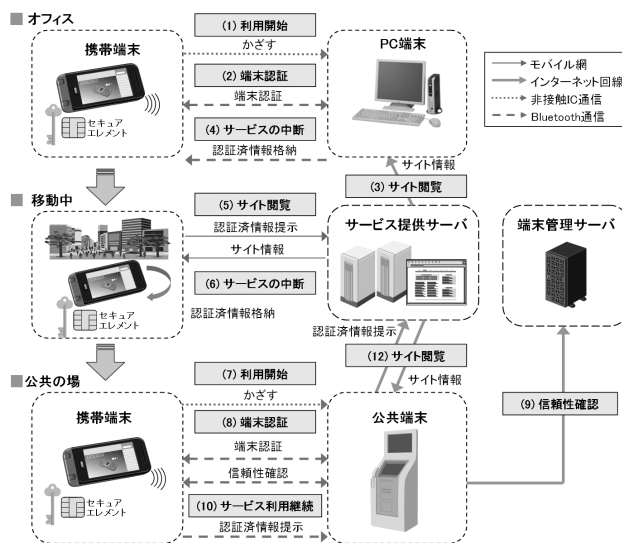 ■ オフィス
携帯端末
セキュア
エレメント
(1) 利用開始
かざす
(2) 端末認証
端末認証
(4) サービスの中断
認証済情報格納
PC端末
モバイル網
インターネット回線
非接触IC通信
Bluetooth通信
サイト情報
(3) サイト閲覧
■ 移動中
セキュア
エレメント
(5) サイト閲覧
認証済情報提示
サイト情報
(6) サービスの中断
認証済情報格納
サービス提供サーバ
端末管理サーバ
認証済情報提示
(12) サイト閲覧
サイト情報
■公共の場
携帯端末
セキュア
エレメント
(7) 利用開始
かざす
(8) 端末認証
端末認証
信頼性確認
(10) サービス利用継続
認証済情報提示
公共端末
(9) 信頼性確認